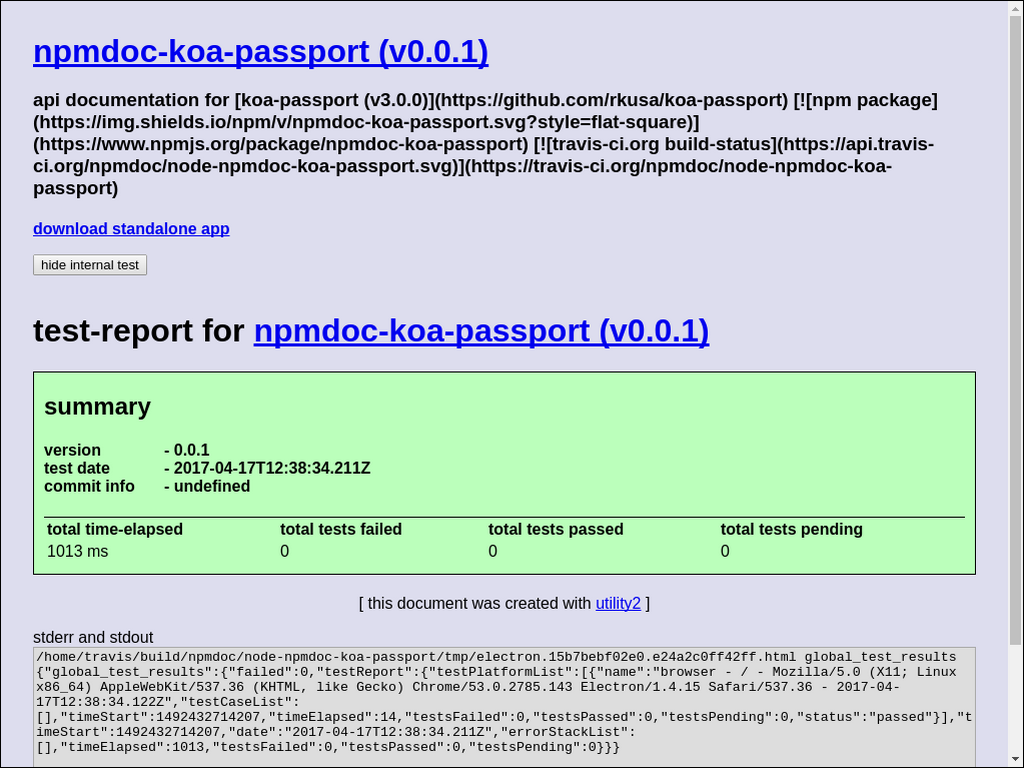 npmdoc-koa-passport (v0.0.1)
api documentation for [koa-passport (v3.0.0)](https://github.com/rkusa/koa-passport) [![npm package]
(https://img.shields.io/npm/v/npmdoc-koa-passport.svg?style=flat-square)]
(https://www.npmjs.org/package/npmdoc-koa-passport) [![travis-ci.org build-status](https://api.travis-
ci.org/npmdoc/node-npmdoc-koa-passport.svg)](https://travis-ci.org/npmdoc/node-npmdoc-koa-
passport)
download standalone app
hide internal test
test-report for npmdoc-koa-passport (v0.0.1)
summary
version - 0.0.1
test date - 2017-04-17T12:38:34.211Z
commit info - undefined
total time-elapsed total tests failed total tests passed total tests pending
1013 ms 0 0 0
[ this document was created with utility2 ]
stderr and stdout
/home/travis/build/npmdoc/node-npmdoc-koa-passport/tmp/electron.15b7bebf02e0.e24a2c0ff42ff.html global_test_results
{"global_test_results":{"failed":0,"testReport":{"testPlatformList":[{"name":"browser - / - Mozilla/5.0 (X11; Linux
x86_64) AppleWebKit/537.36 (KHTML, like Gecko) Chrome/53.0.2785.143 Electron/1.4.15 Safari/537.36 - 2017-04-
17T12:38:34.122Z","testCaseList":
[],"timeStart":1492432714207,"timeElapsed":14,"testsFailed":0,"testsPassed":0,"testsPending":0,"status":"passed"}],"t
imeStart":1492432714207,"date":"2017-04-17T12:38:34.211Z","errorStackList":
[],"timeElapsed":1013,"testsFailed":0,"testsPassed":0,"testsPending":0}}}